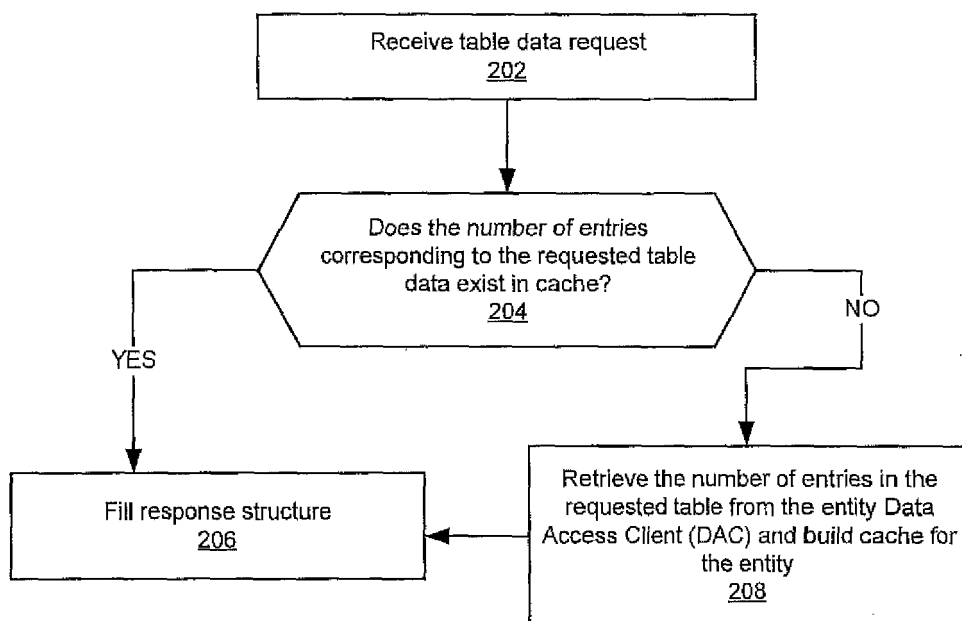 Receive table data request
202
Does the number of entries
corresponding to the requested table
data exist in cache?
204
YES
NO
Fill response structure
206
Retrieve the number of entries in the
requested table from the entity Data
Access Client (DAC) and build cache for
the entity
208